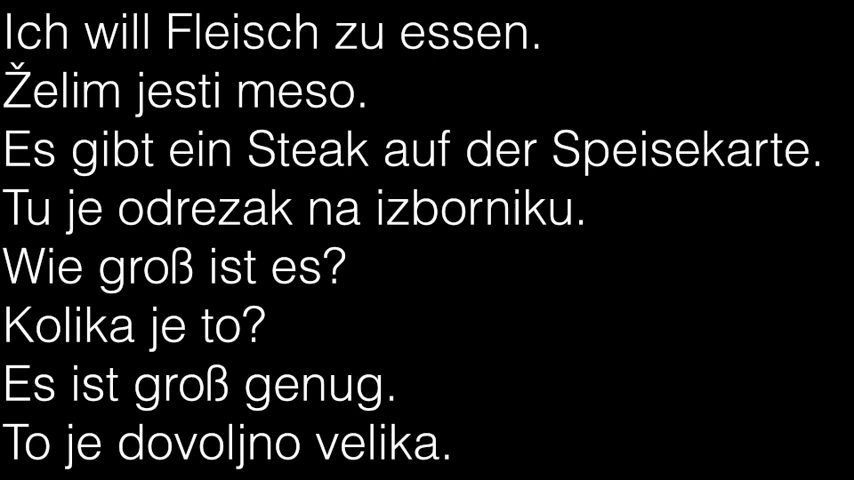 Ich will Fleisch zu essen.
Želim jesti meso.
Es gibt ein Steak auf der Speisekarte.
Tu je odrezak na izborniku.
Wie groß ist es?
Kolika je to?
Es ist groß genug.
To je dovoljno velika.